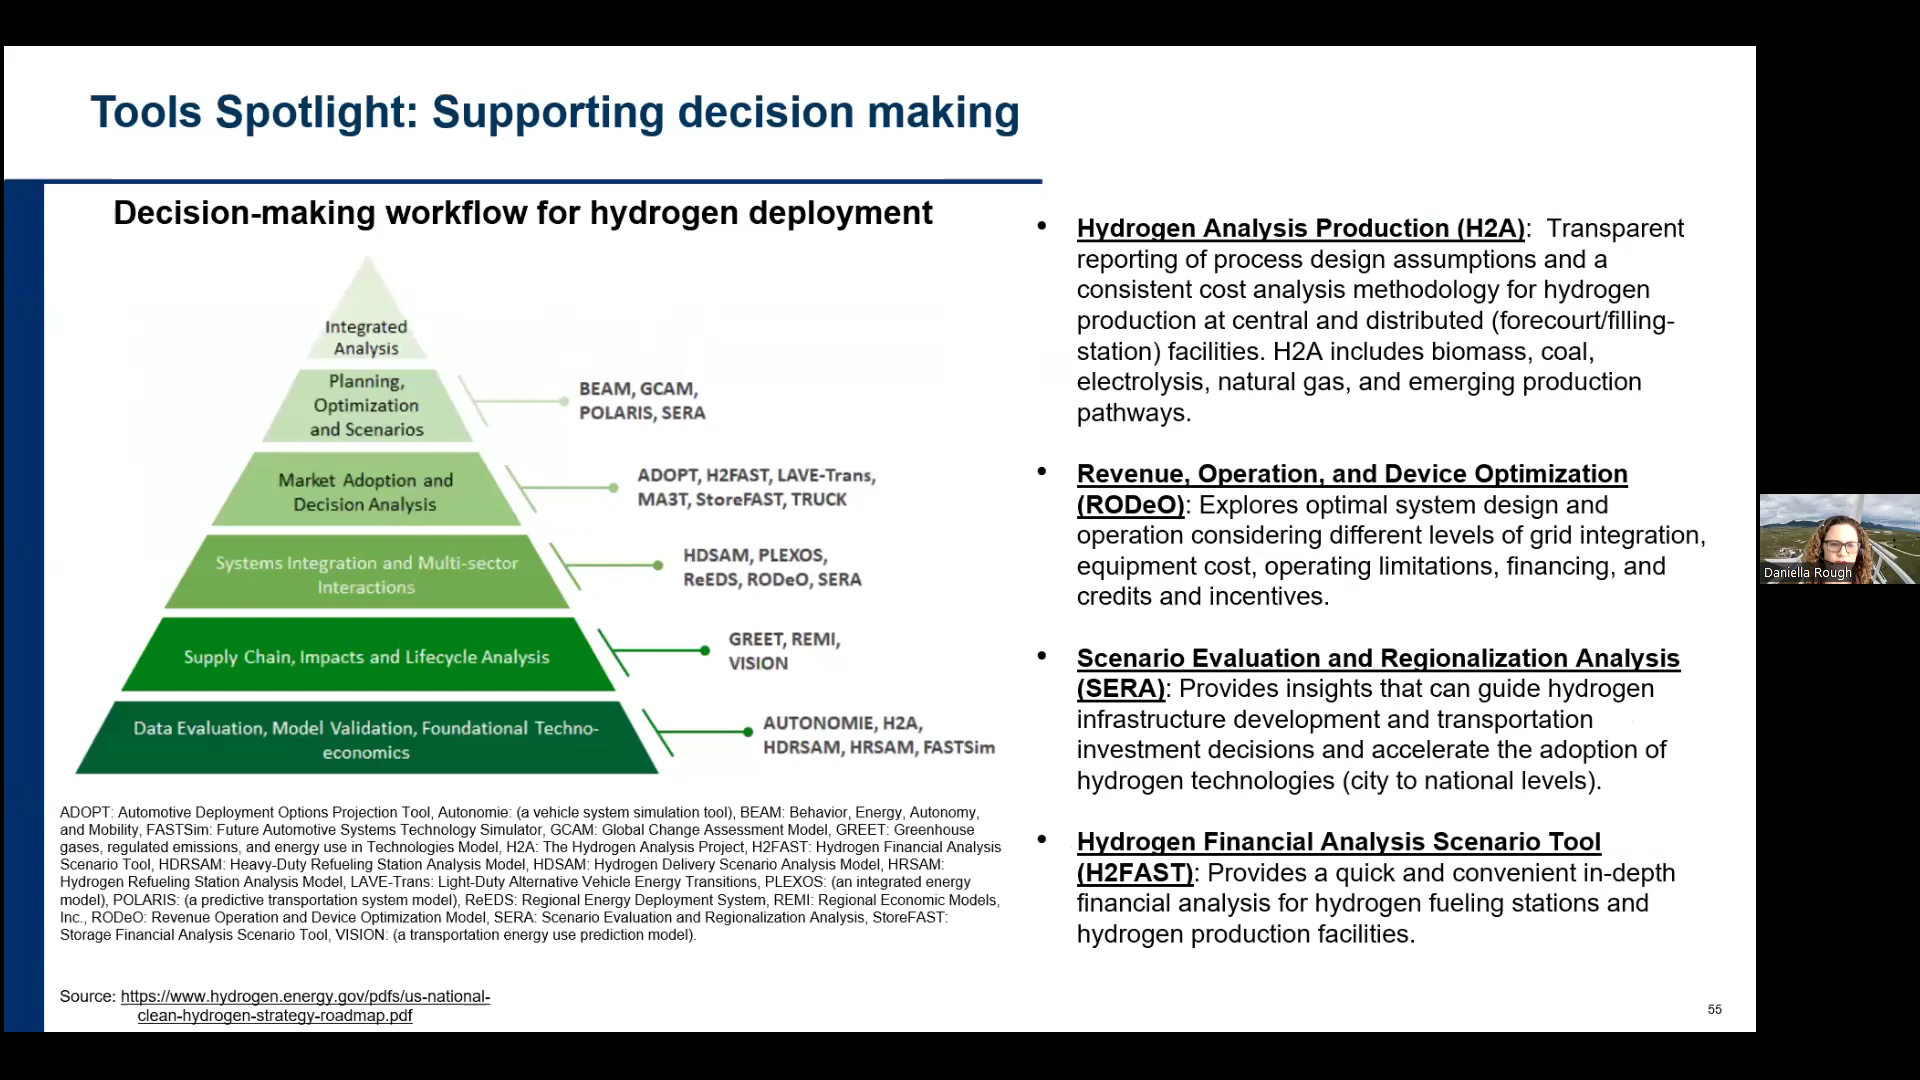 Tools Spotlight: Supporting decision making
Decision-making workflow for hydrogen deployment
Integrated
Analysis
Planning,
Optimization
and Scenarios
BEAM, GCAM,
POLARIS, SERA
Market Adoption and
Decision Analysis
ADOPT, H2FAST, LAVE-Trans,
MA3T, StoreFAST, TRUCK
Systems Integration and Multi-sector
Interactions
HDSAM, PLEXOS,
ReEDS, RODeO, SERA
Supply Chain, Impacts and Lifecycle Analysis
GREET, REMI,
VISION
Data Evaluation, Model Validation, Foundational Techno-
economics
AUTONOMIE, H2A,
HDRSAM, HRSAM, FASTSim
ADOPT: Automotive Deployment Options Projection Tool, Autonomie: (a vehicle system simulation tool), BEAM: Behavior, Energy, Autonomy,
and Mobility, FASTSim: Future Automotive Systems Technology Simulator, GCAM: Global Change Assessment Model, GREET: Greenhouse
gases, regulated emissions, and energy use in Technologies Model, H2A: The Hydrogen Analysis Project, H2FAST: Hydrogen Financial Analysis
Scenario Tool, HDRSAM: Heavy-Duty Refueling Station Analysis Model, HDSAM: Hydrogen Delivery Scenario Analysis Model, HRSAM:
Hydrogen Refueling Station Analysis Model, LAVE-Trans: Light-Duty Alternative Vehicle Energy Transitions, PLEXOS: (an integrated energy
model), POLARIS: (a predictive transportation system model), ReEDS: Regional Energy Deployment System, REMI: Regional Economic Models,
Inc., RODeO: Revenue Operation and Device Optimization Model, SERA: Scenario Evaluation and Regionalization Analysis, StoreFAST:
Storage Financial Analysis Scenario Tool, VISION: (a transportation energy use prediction model).
Source: https://www.hydrogen.energy.gov/pdfs/us-national-
clean-hydrogen-strategy-roadmap.pdf
• Hydrogen Analysis Production (H2A): Transparent
reporting of process design assumptions and a
consistent cost analysis methodology for hydrogen
production at central and distributed (forecourt/filling-
station) facilities. H2A includes biomass, coal,
electrolysis, natural gas, and emerging production
pathways.
• Revenue, Operation, and Device Optimization
(RODeO): Explores optimal system design and
operation considering different levels of grid integration,
equipment cost, operating limitations, financing, and
credits and incentives.
• Scenario Evaluation and Regionalization Analysis
(SERA): Provides insights that can guide hydrogen
infrastructure development and transportation
investment decisions and accelerate the adoption of
hydrogen technologies (city to national levels).
• Hydrogen Financial Analysis Scenario Tool
(H2FAST): Provides a quick and convenient in-depth
financial analysis for hydrogen fueling stations and
hydrogen production facilities.
55
Daniella Rough